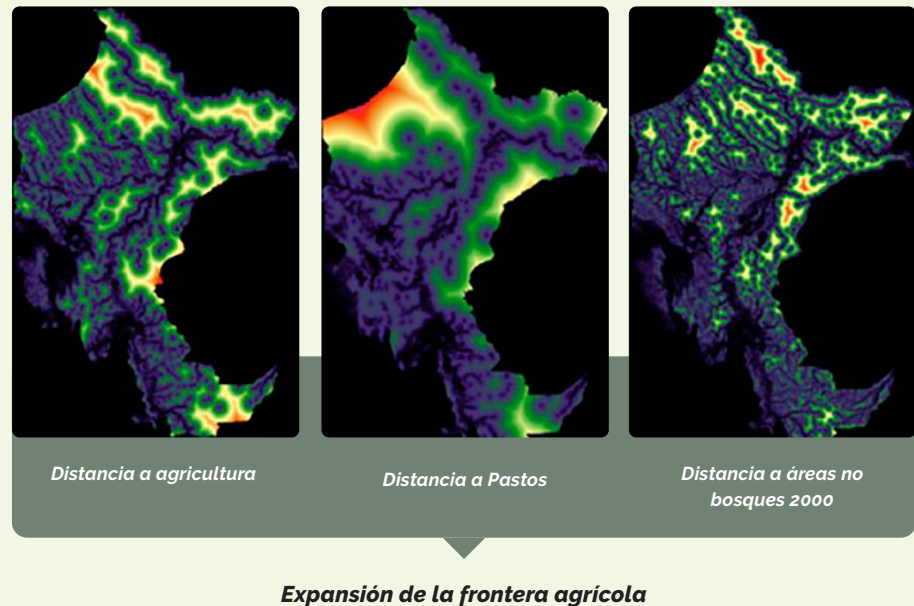 Distancia a agricultura
Distancia a Pastos
Distancia a áreas no
bosques 2000
Expansión de la frontera agrícola